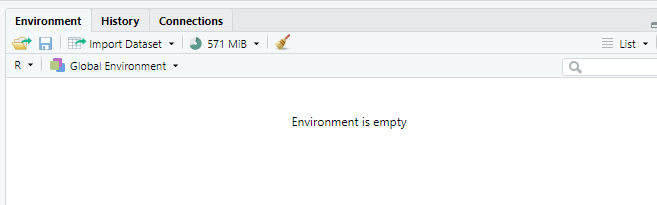 Environment History Connections
Import Dataset 571 MiB List
R Global Environment
Environment is empty